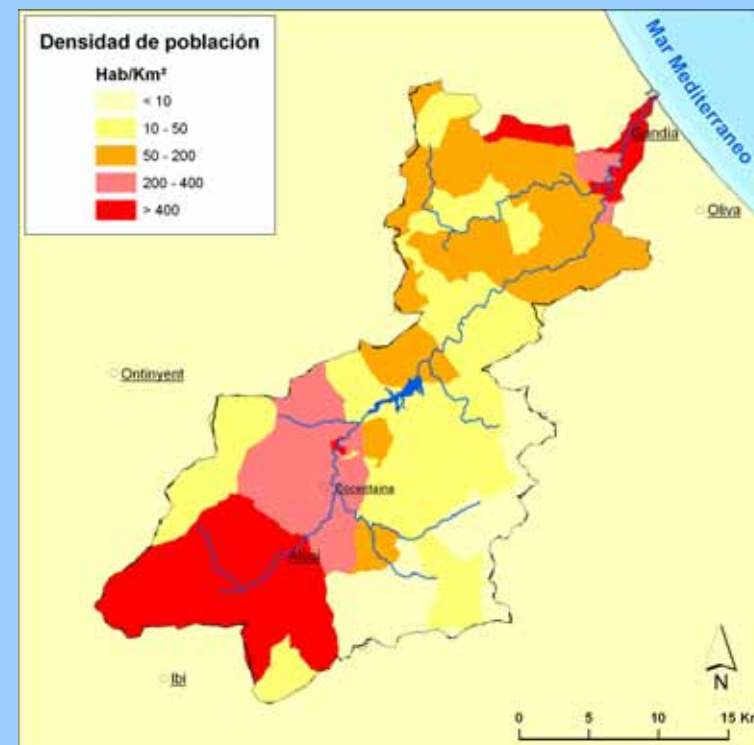 Densidad de población
Hab/Km²
< 10
10 - 50
50 - 200
200 - 400
> 400
Mar Mediterraneo
Gandia
Oliva
Ontinyent
Cocentaina
Alcoi
Ibi
N
0 5 10 15 Km